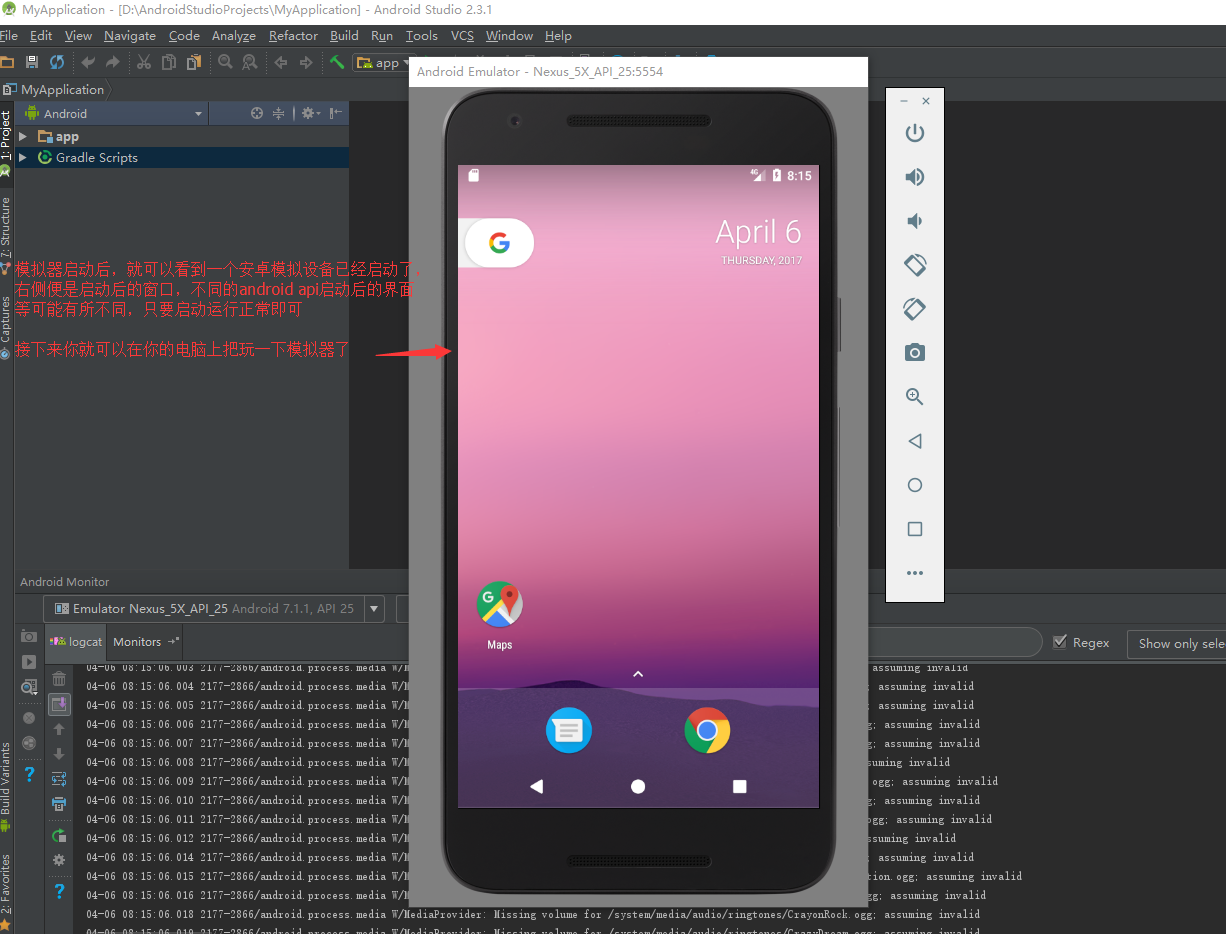 MyApplication - [D:\AndroidStudioProjects\MyApplication] - Android Studio 2.3.1
File Edit View Navigate Code Analyze Refactor Build Run Tools VCS Window Help
app
Android Emulator - Nexus_5X_API_25:5554
MyApplication
Android
1: Project
app
Gradle Scripts
7: Structure
8:15
April 6
THURSDAY, 2017
模拟器启动后，就可以看到一个安卓模拟设备已经启动了，
右侧便是启动后的窗口，不同的android api启动后的界面
等可能有所不同，只要启动运行正常即可
接下来你就可以在你的电脑上把玩一下模拟器了
Captures
Maps
Android Monitor
Emulator Nexus_5X_API_25 Android 7.1.1, API 25
logcat Monitors
Regex
Show only sele
Build Variants
2: Favorites
04-06 08:15:06.003 2177-2866/android.process.media W/M assuming invalid
04-06 08:15:06.004 2177-2866/android.process.media W/M ; assuming invalid
04-06 08:15:06.005 2177-2866/android.process.media W/M ; assuming invalid
04-06 08:15:06.006 2177-2866/android.process.media W/M g; assuming invalid
04-06 08:15:06.007 2177-2866/android.process.media W/M g; assuming invalid
04-06 08:15:06.008 2177-2866/android.process.media W/M suming invalid
04-06 08:15:06.009 2177-2866/android.process.media W/M .ogg; assuming invalid
04-06 08:15:06.010 2177-2866/android.process.media W/M g; assuming invalid
04-06 08:15:06.011 2177-2866/android.process.media W/M ogg; assuming invalid
04-06 08:15:06.012 2177-2866/android.process.media W/M assuming invalid
04-06 08:15:06.014 2177-2866/android.process.media W/M ; assuming invalid
04-06 08:15:06.015 2177-2866/android.process.media W/M tion.ogg; assuming invalid
04-06 08:15:06.016 2177-2866/android.process.media W/M gg; assuming invalid
04-06 08:15:06.018 2177-2866/android.process.media W/MediaProvider: Missing volume for /system/media/audio/ringtones/CrayonRock.ogg; assuming invalid
04-06 08:15:06.019 2177-2866/android.process.media W/MediaProvider: Missing volume for /system/media/audio/ringtones/CrazyDream.ogg; assuming invalid